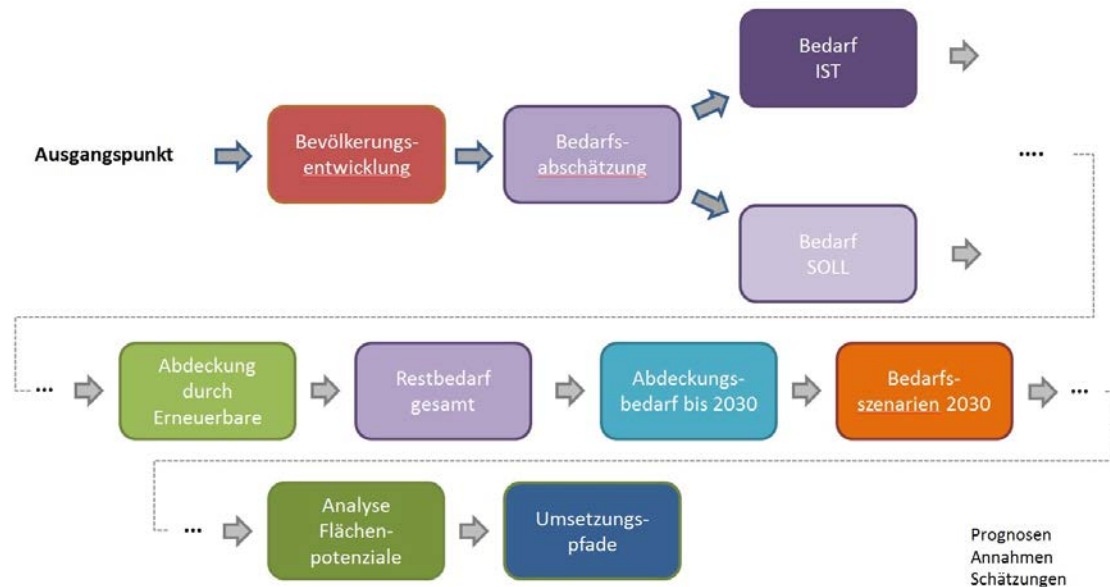 Bedarf
IST
Ausgangspunkt
Bevölkerungs-
entwicklung
Bedarfs-
abschätzung
....
Bedarf
SOLL
...
Abdeckung
durch
Erneuerbare
Restbedarf
gesamt
Abdeckungs-
bedarf bis 2030
Bedarfs-
szenarien 2030
...
...
Analyse
Flächen-
potenziale
Umsetzungs-
pfade
Prognosen
Annahmen
Schätzungen